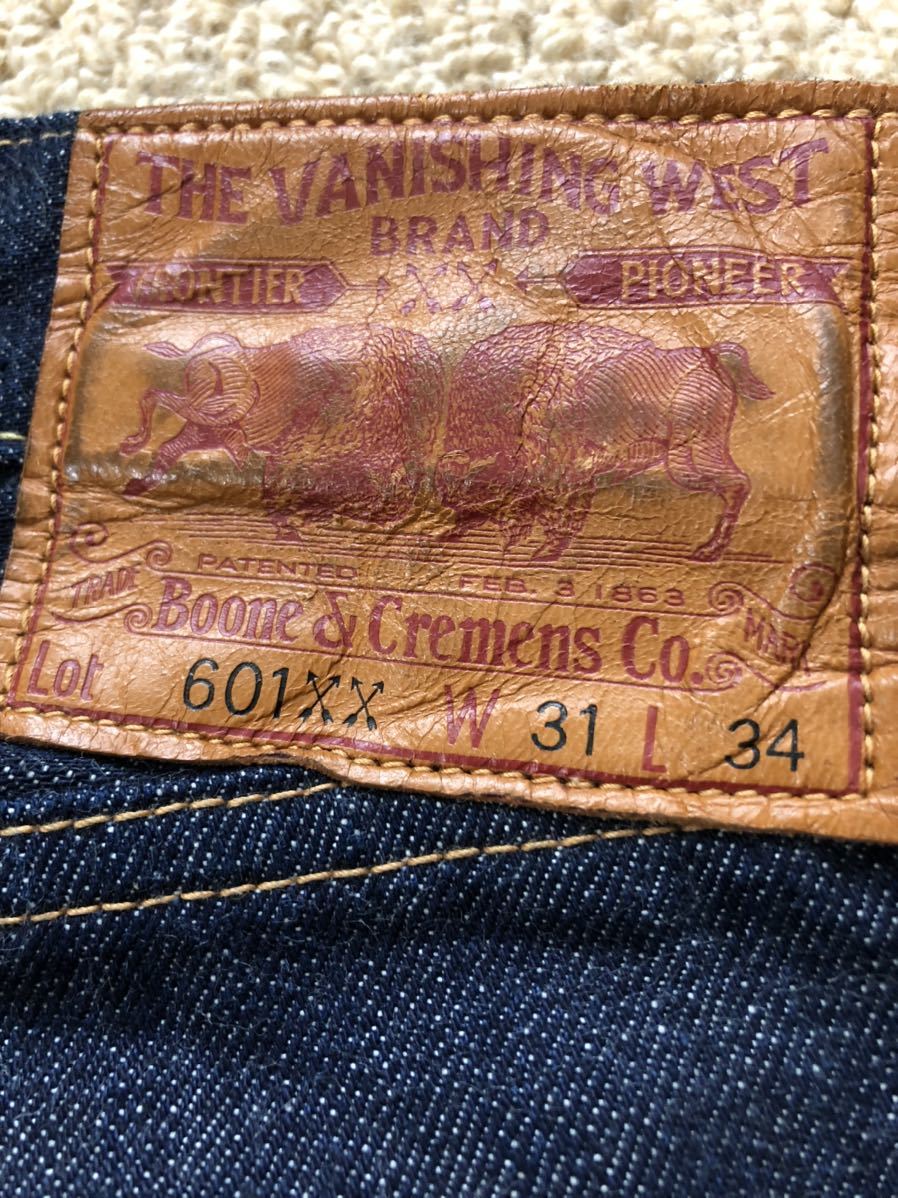 THE VANISHING WEST
BRAND
FRONTIER XX PIONEER
PATENTED FEB. 3 1863
TRADE MARK
Boone & Cremens Co.
Lot 601XX W 31 L 34